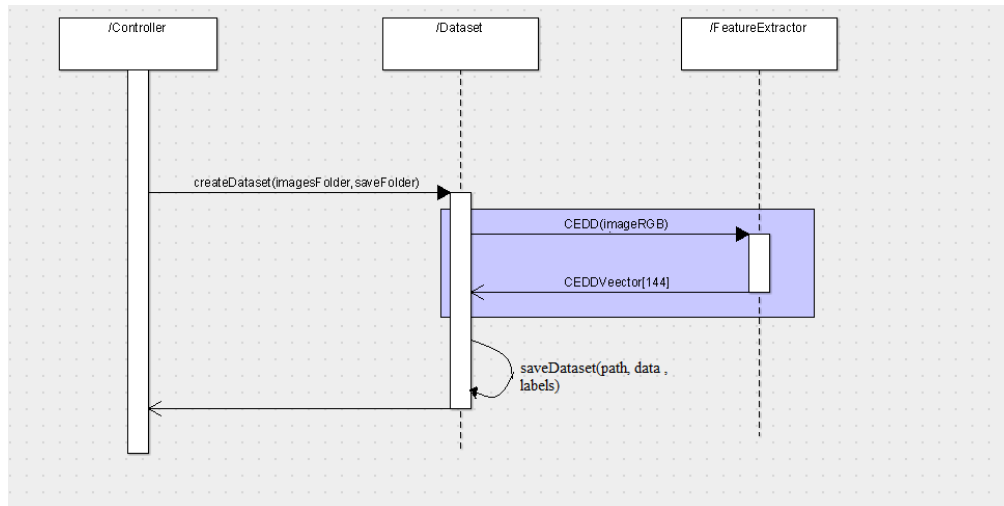 /Controller
/Dataset
/FeatureExtractor
createDataset(imagesFolder,saveFolder)
CEDD(imageRGB)
CEDDVeector[144]
saveDataset(path, data ,
labels)